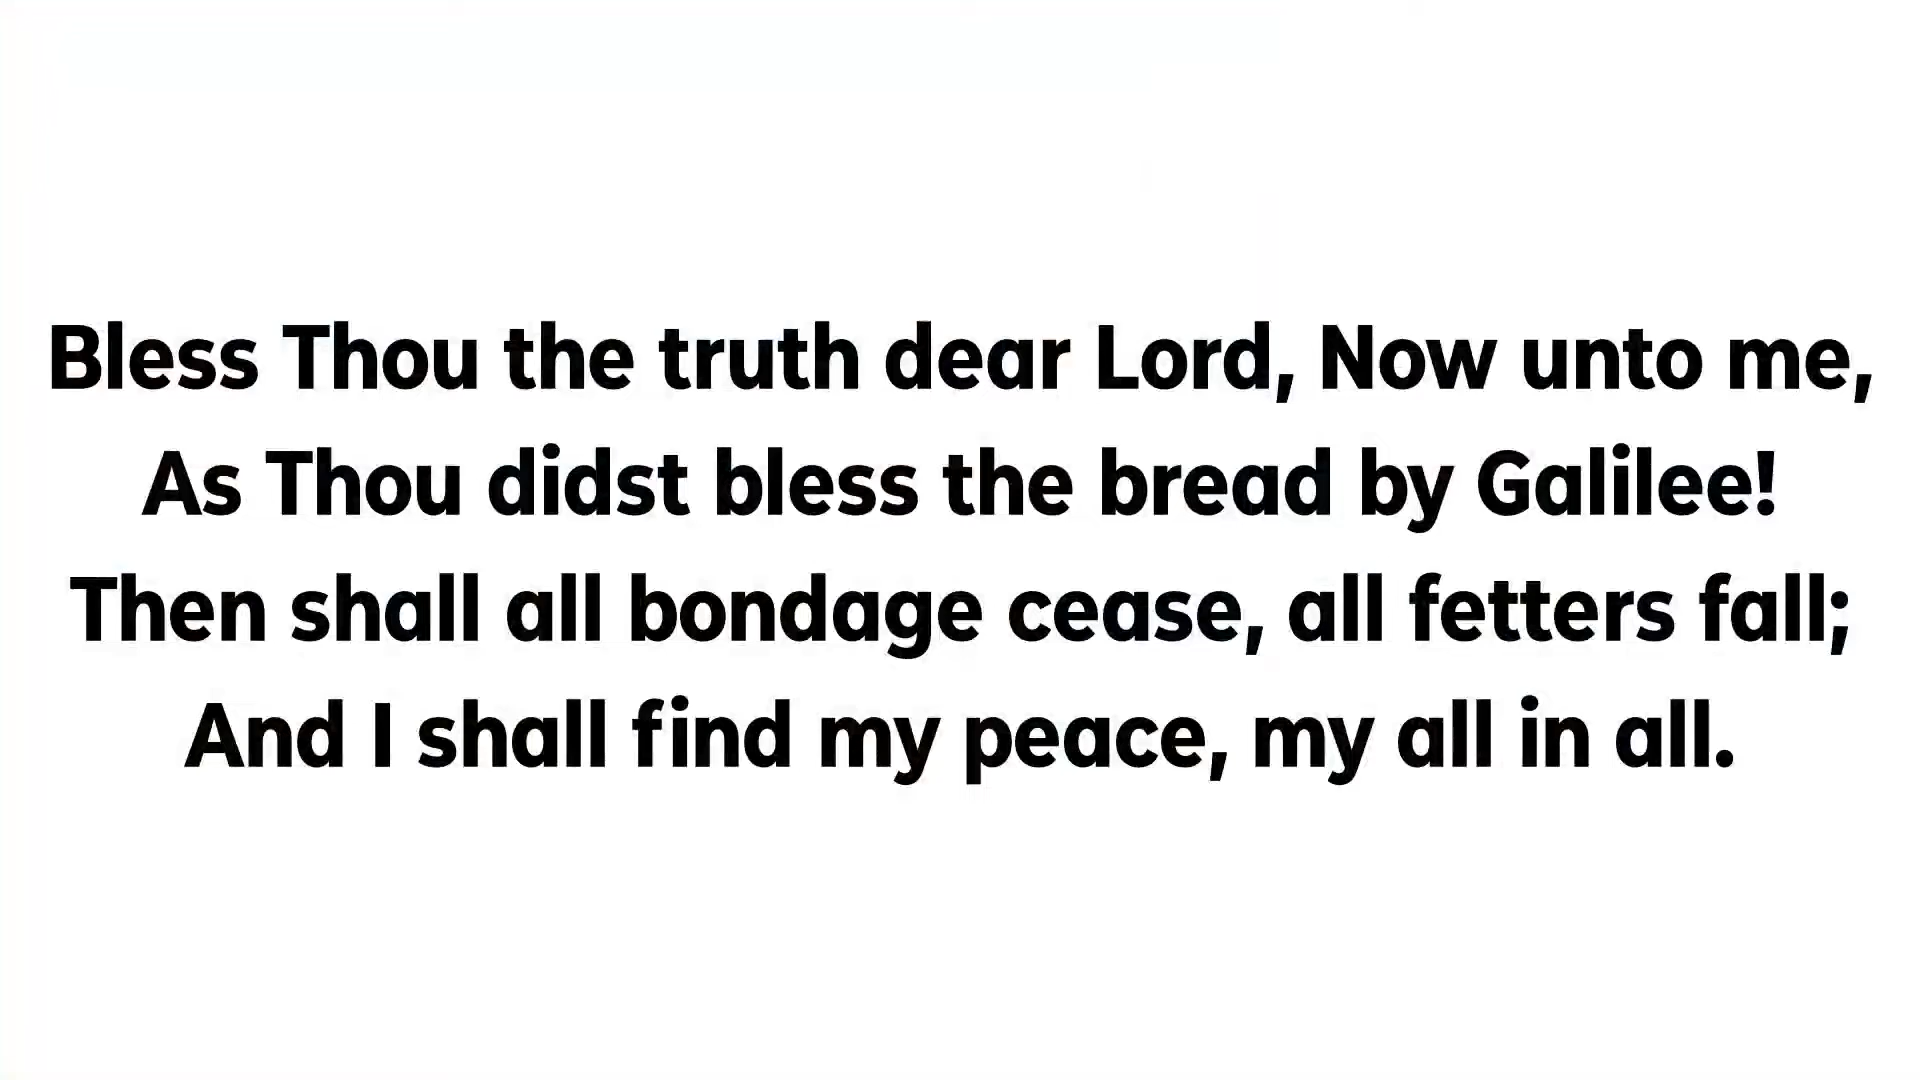 Bless Thou the truth dear Lord, Now unto me,
As Thou didst bless the bread by Galilee!
Then shall all bondage cease, all fetters fall;
And I shall find my peace, my all in all.